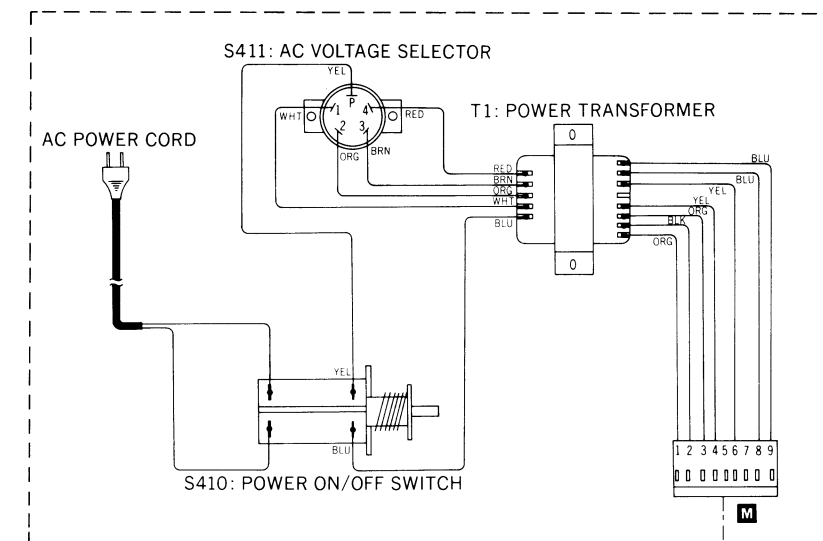 S411: AC VOLTAGE SELECTOR
YEL
P
1 4
2 3
WHT
RED
ORG
BRN
T1: POWER TRANSFORMER
0
0
AC POWER CORD
RED
BRN
ORG
WHT
BLU
BLU
BLU
YEL
YEL
ORG
BLK
ORG
YEL
BLU
S410: POWER ON/OFF SWITCH
1 2 3 4 5 6 7 8 9
M